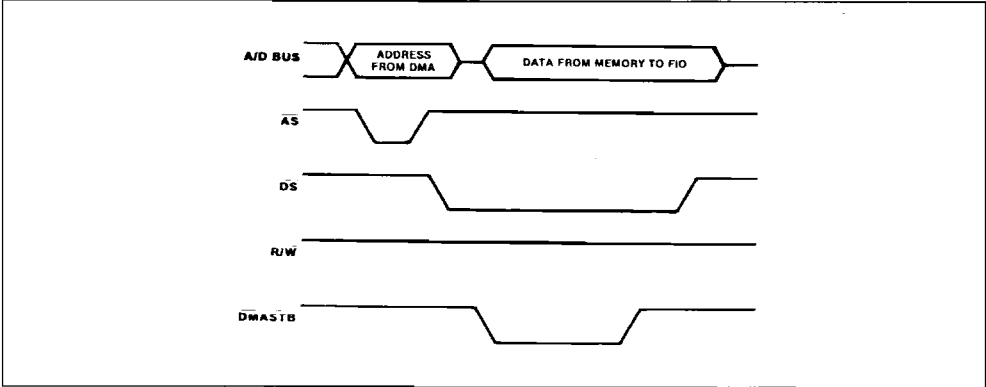 A/D BUS
ADDRESS
FROM DMA
DATA FROM MEMORY TO FIO
AS
DS
R/W
DMASTB